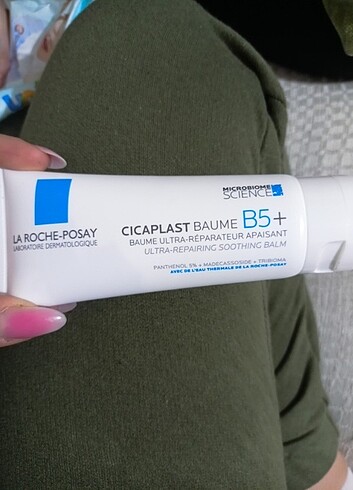 MICROBIOME
SCIENCE
LA ROCHE-POSAY
LABORATOIRE DERMATOLOGIQUE
CICAPLAST BAUME B5+
BAUME ULTRA-RÉPARATEUR APAISANT
ULTRA-REPAIRING SOOTHING BALM
PANTHÉNOL 5% + MADECASSOSIDE + TRIBIOMA
AVEC DE L'EAU THERMALE DE LA ROCHE-POSAY